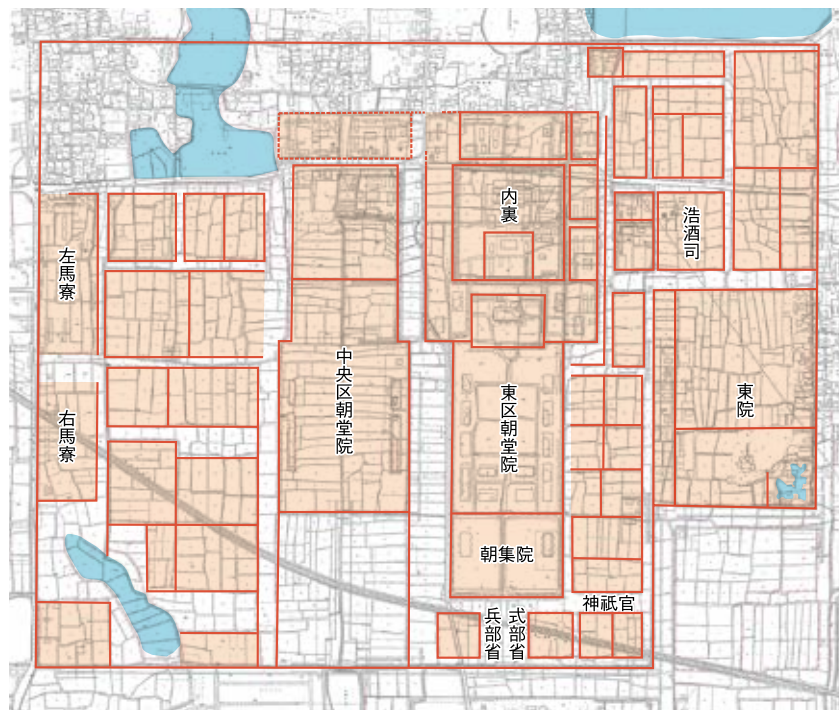 内裏
浩酒司
左馬寮
中央区朝堂院
東区朝堂院
東院
右馬寮
朝集院
神祇官
兵部省
式部省